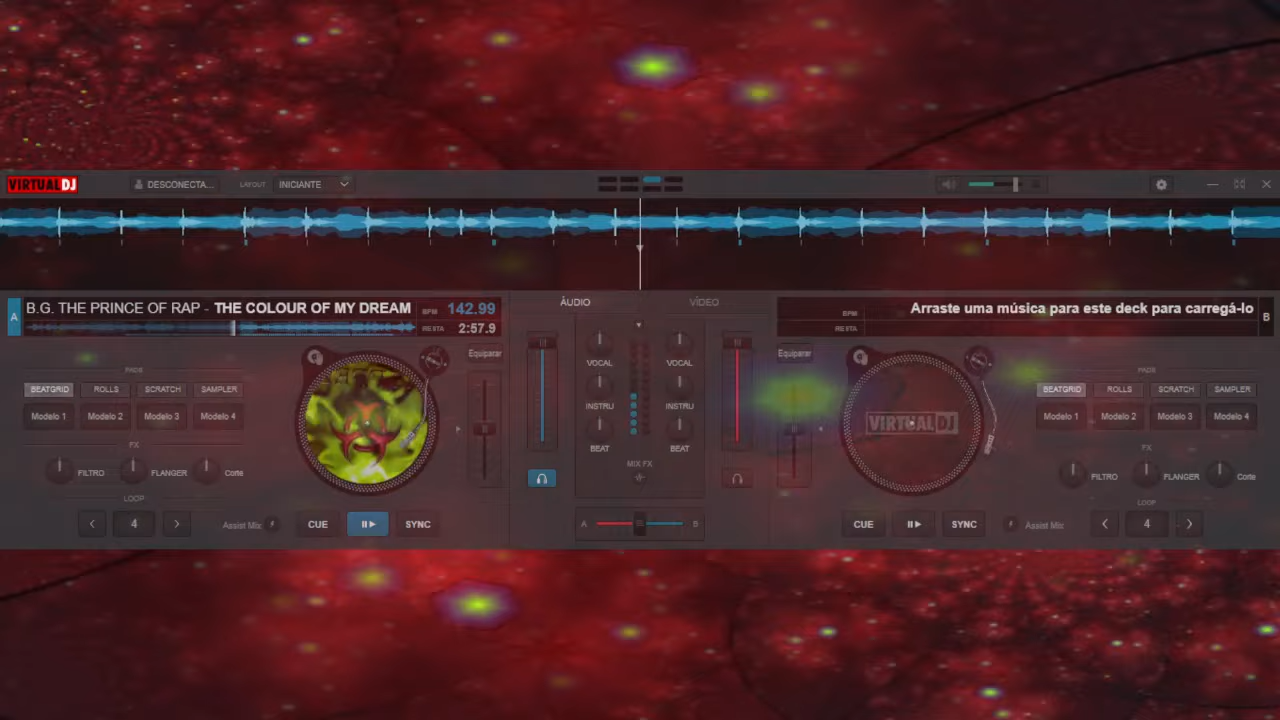 VIRTUALDJ
DESCONECTA...
LAYOUT
INICIANTE
A
B.G. THE PRINCE OF RAP - THE COLOUR OF MY DREAM
BPM
142.99
RESTA
2:57.9
ÁUDIO
VÍDEO
Arraste uma música para este deck para carregá-lo
BPM
RESTA
B
Equiparar
Equiparar
PADS
BEATGRID
ROLLS
SCRATCH
SAMPLER
Modelo 1
Modelo 2
Modelo 3
Modelo 4
FX
FILTRO
FLANGER
Corte
LOOP
4
Assist Mix
CUE
SYNC
VOCAL
VOCAL
INSTRU
INSTRU
BEAT
BEAT
MIX FX
A
B
VIRTUALDJ
PADS
BEATGRID
ROLLS
SCRATCH
SAMPLER
Modelo 1
Modelo 2
Modelo 3
Modelo 4
FX
FILTRO
FLANGER
Corte
LOOP
CUE
SYNC
Assist Mix
4